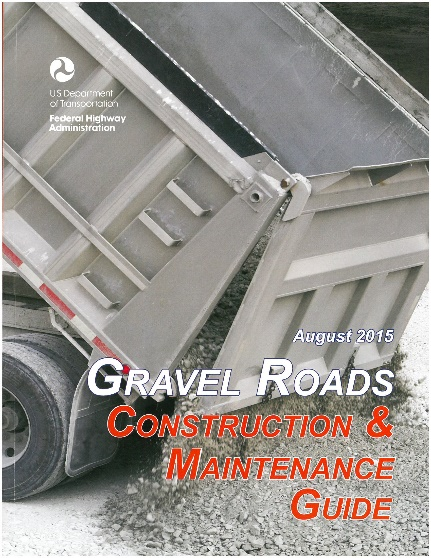 US Department
of Transportation
Federal Highway
Administration
August 2015
GRAVEL ROADS
CONSTRUCTION &
MAINTENANCE
GUIDE